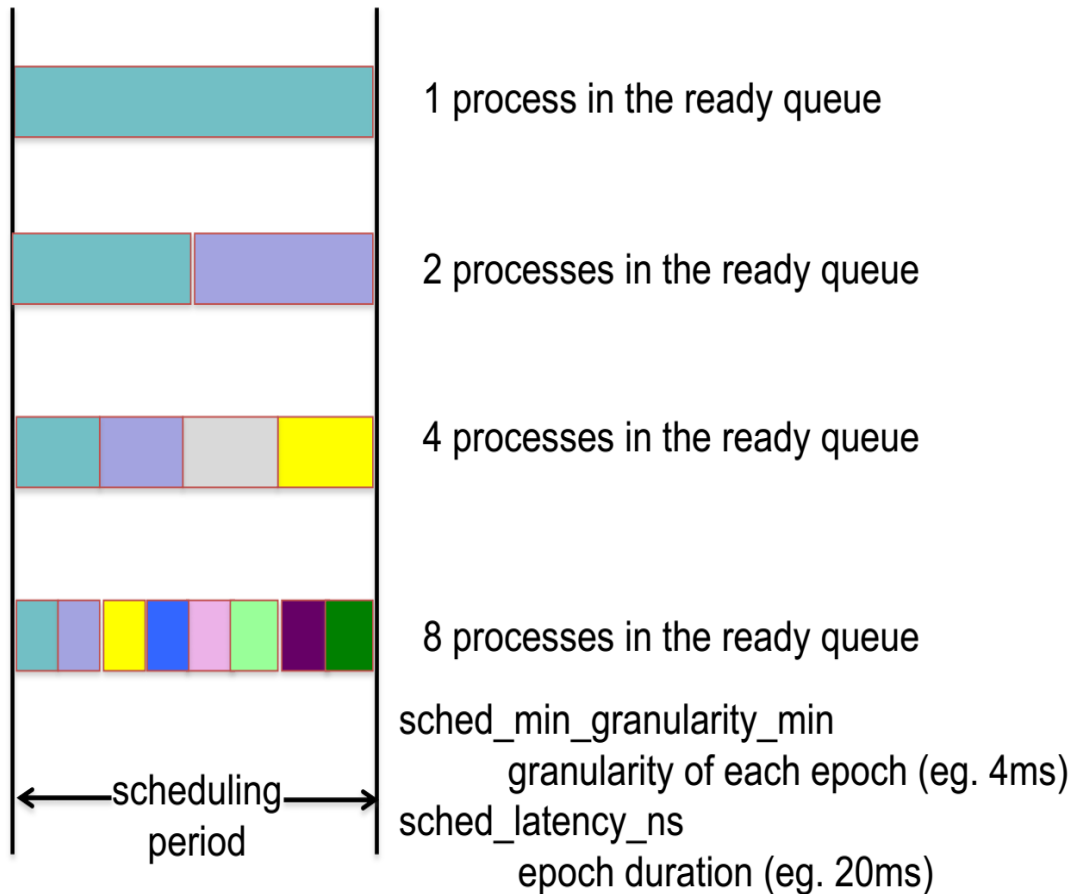 1 process in the ready queue
2 processes in the ready queue
4 processes in the ready queue
8 processes in the ready queue
sched_min_granularity_min
granularity of each epoch (eg. 4ms)
scheduling
period
sched_latency_ns
epoch duration (eg. 20ms)